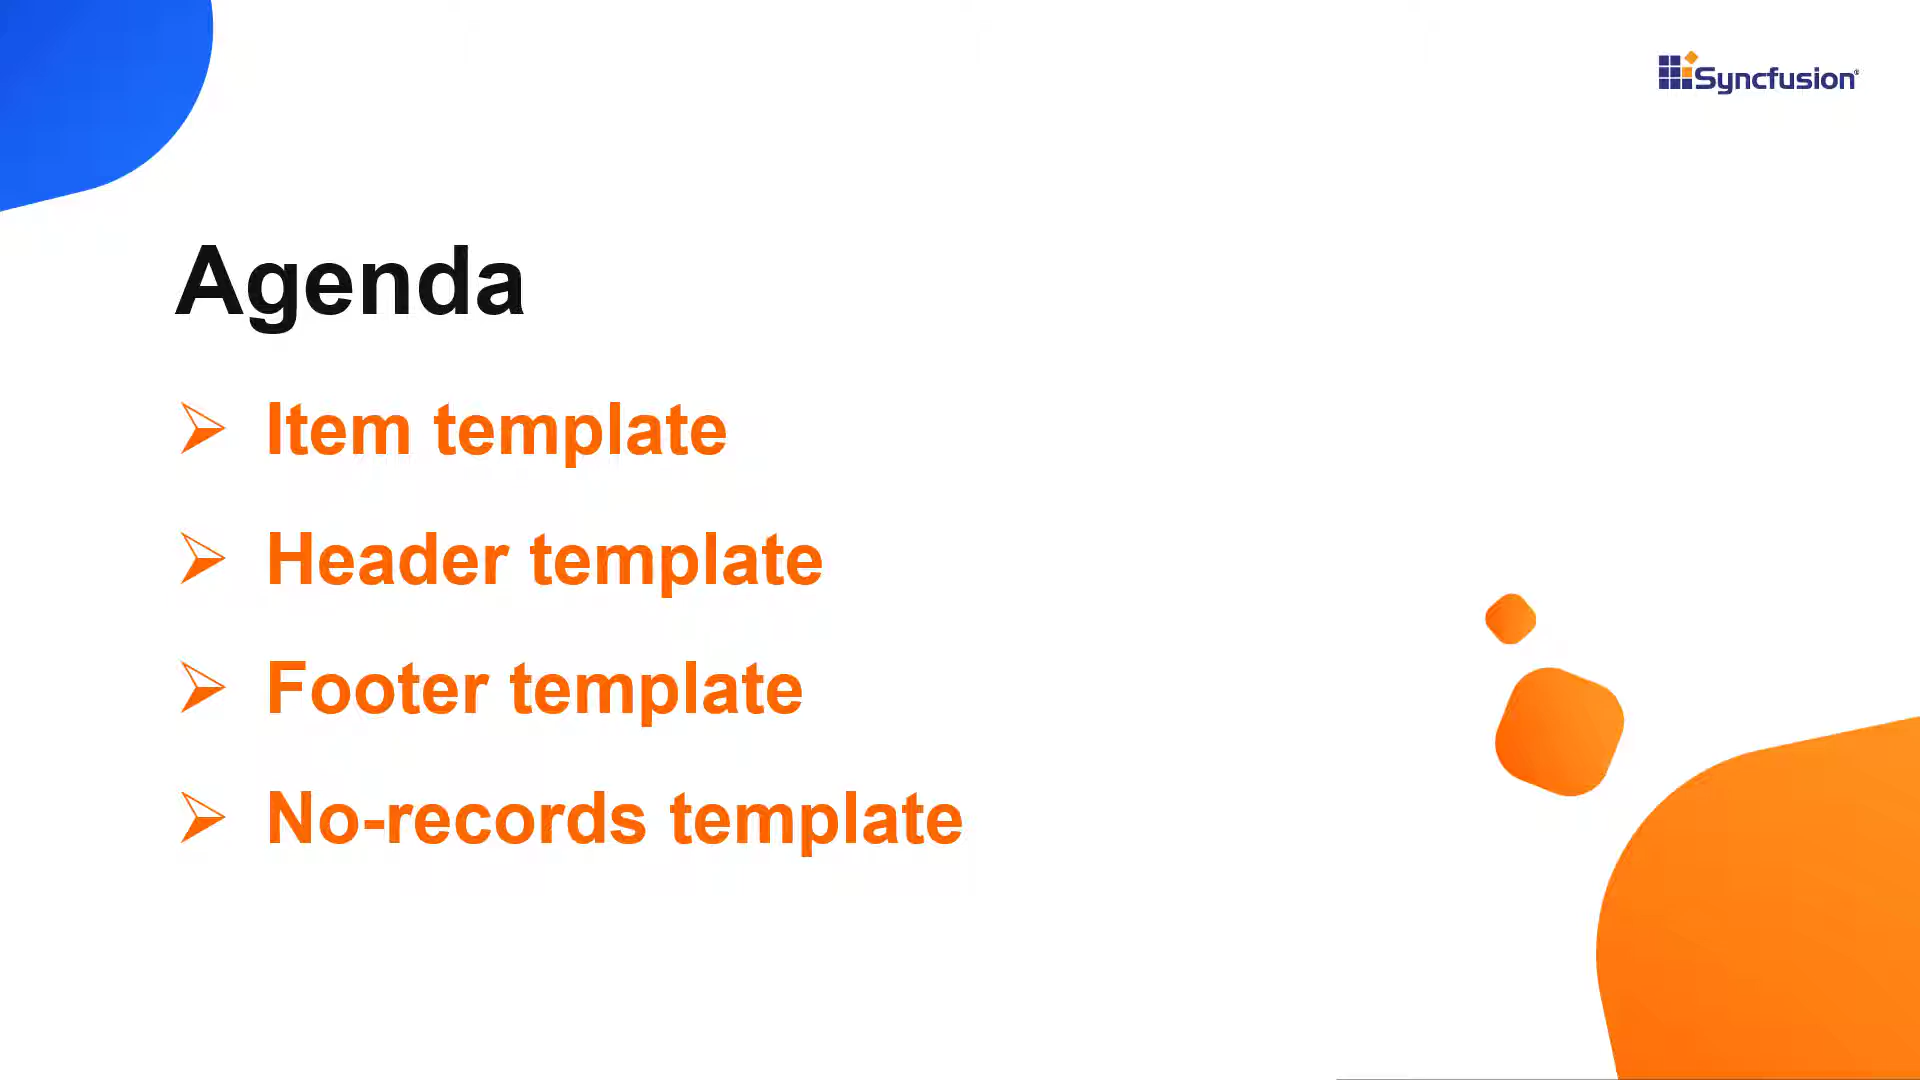 Syncfusion
Agenda
Item template
Header template
Footer template
No-records template